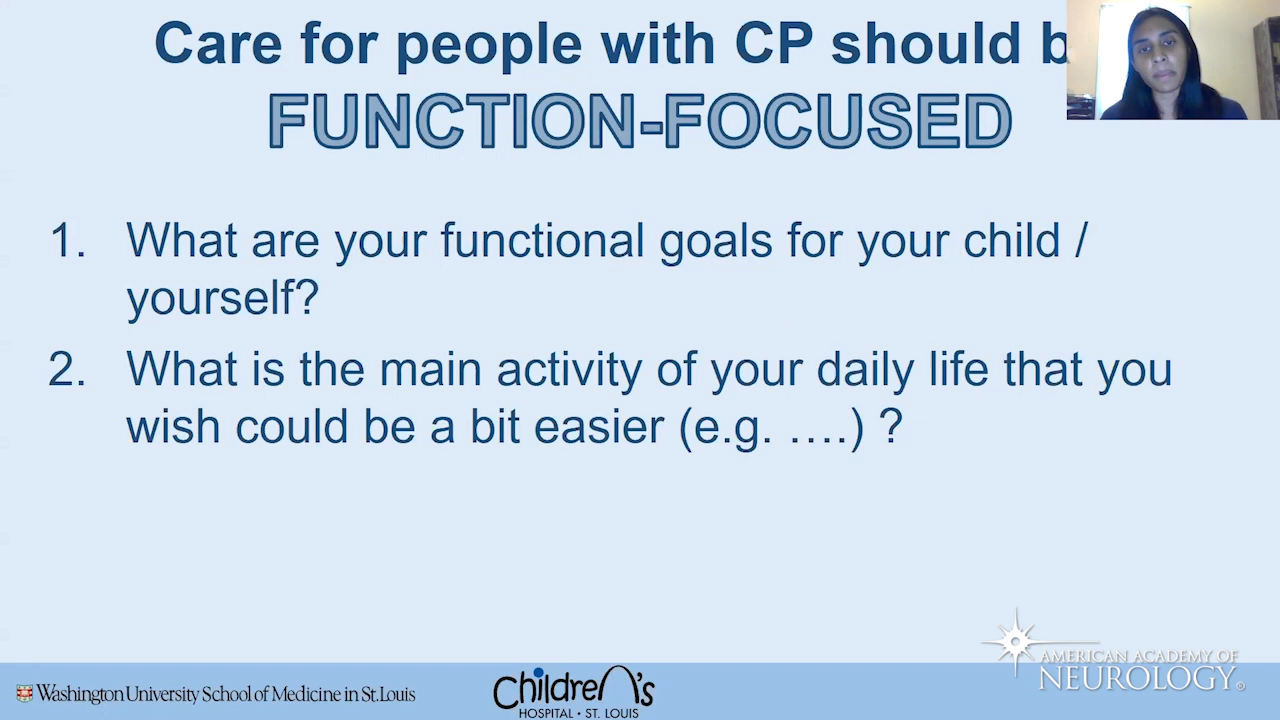 Care for people with CP should b
FUNCTION-FOCUSED
1. What are your functional goals for your child /
yourself?
2. What is the main activity of your daily life that you
wish could be a bit easier (e.g. ….) ?
AMERICAN ACADEMY OF
NEUROLOGY®
Washington University School of Medicine in St. Louis
Children's
HOSPITAL • ST. LOUIS